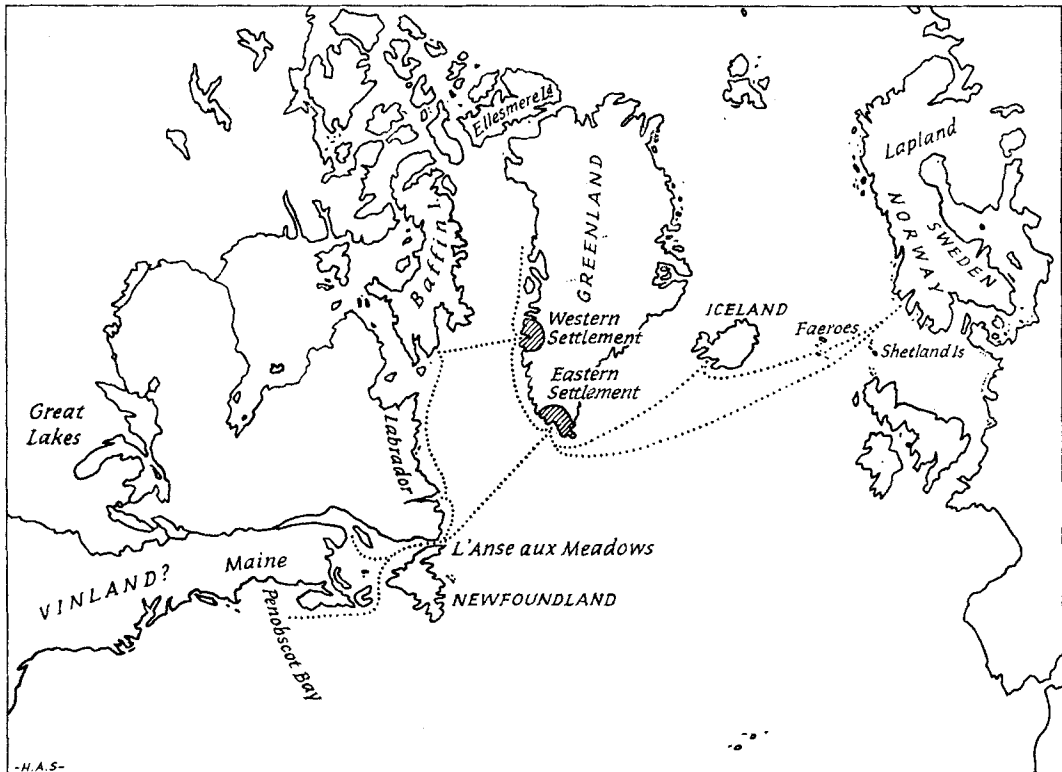 Ellesmere Id
Lapland
GREENLAND
Baffin I.
NORWAY
SWEDEN
ICELAND
Western
Settlement
Faeroes
Shetland Is
Eastern
Settlement
Great
Lakes
Labrador
L'Anse aux Meadows
Maine
VINLAND?
NEWFOUNDLAND
Penobscot Bay
-H.A.S-